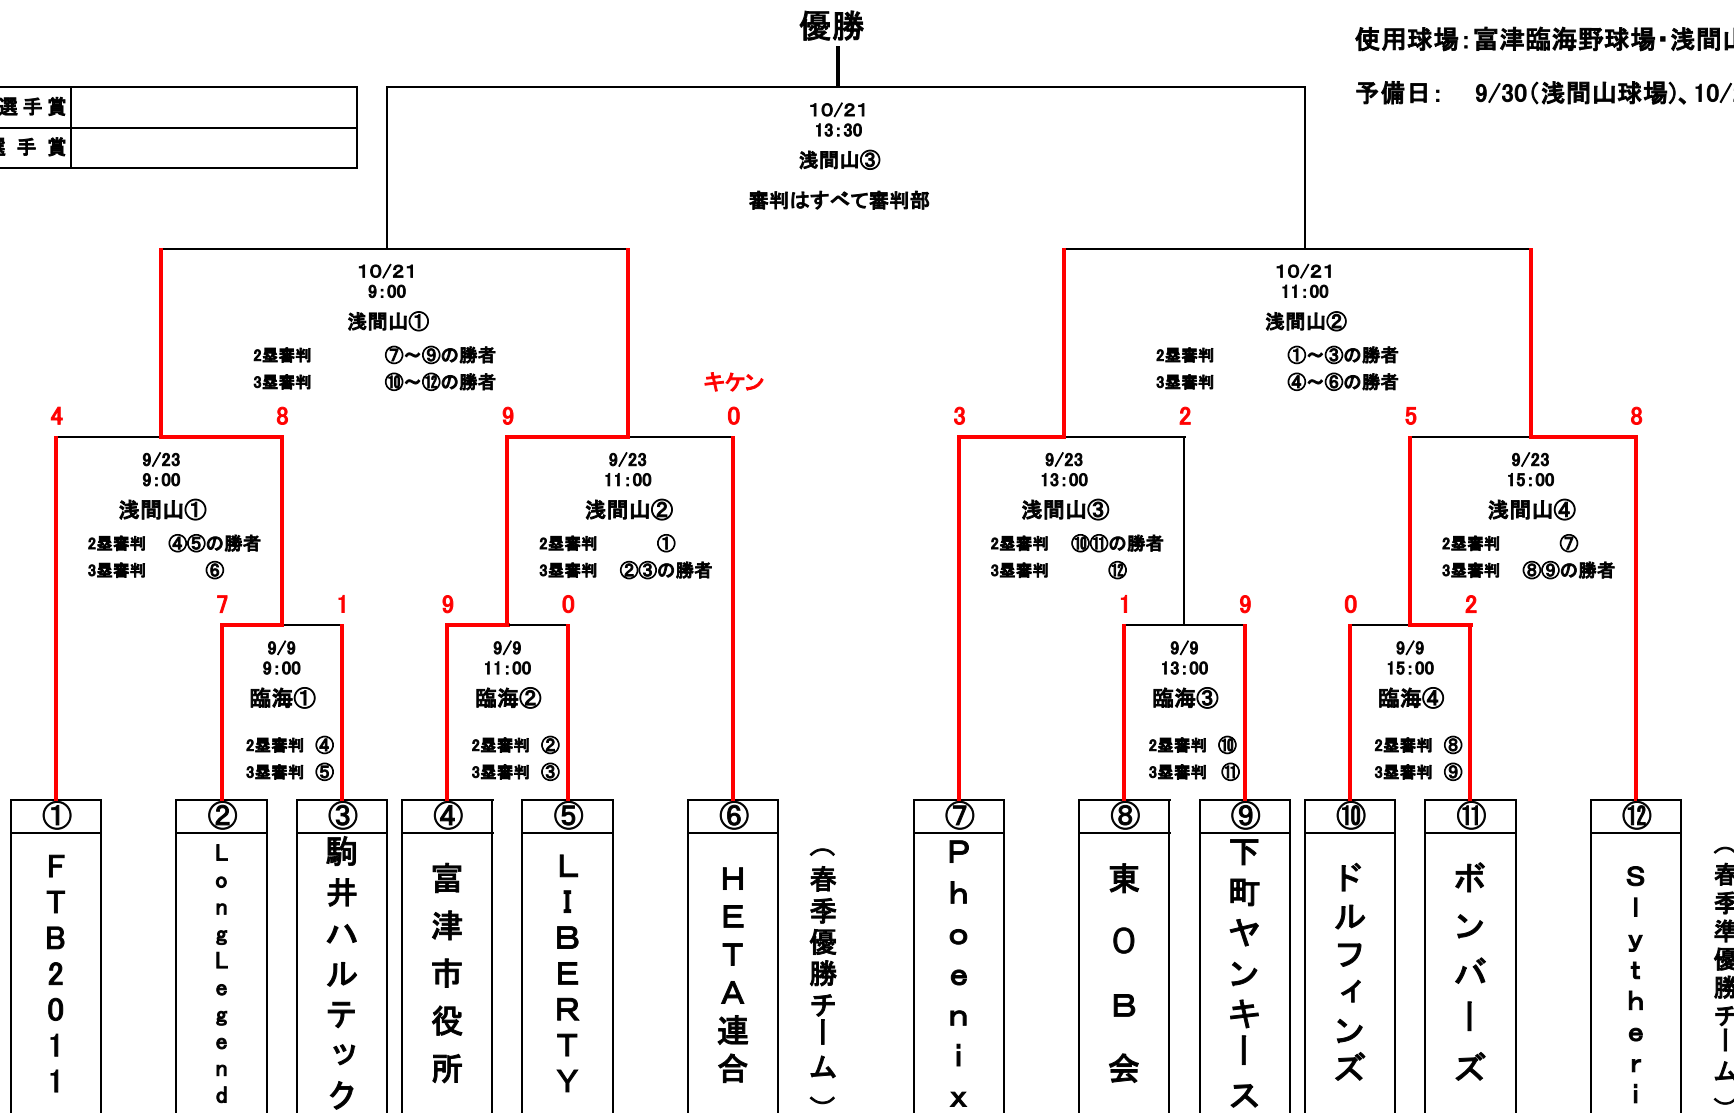 優勝
使用球場：富津臨海野球場・浅間山
予備日：　9/30（浅間山球場）、10/
選手賞
選手賞
10/21
13:30
浅間山③
審判はすべて審判部
10/21
9:00
浅間山①
2塁審判　⑦～⑨の勝者
3塁審判　⑩～⑫の勝者
10/21
11:00
浅間山②
2塁審判　①～③の勝者
3塁審判　④～⑥の勝者
キケン
4　8　9　0　3　2　5　8
9/23
9:00
浅間山①
2塁審判　④⑤の勝者
3塁審判　⑥
9/23
11:00
浅間山②
2塁審判　①
3塁審判　②③の勝者
9/23
13:00
浅間山③
2塁審判　⑩⑪の勝者
3塁審判　⑫
9/23
15:00
浅間山④
2塁審判　⑦
3塁審判　⑧⑨の勝者
7　1　9　0　1　9　0　2
9/9
9:00
臨海①
2塁審判　④
3塁審判　⑤
9/9
11:00
臨海②
2塁審判　②
3塁審判　③
9/9
13:00
臨海③
2塁審判　⑩
3塁審判　⑪
9/9
15:00
臨海④
2塁審判　⑧
3塁審判　⑨
①
FTB2011
②
LongLegend
③
駒井ハルテック
④
富津市役所
⑤
LIBERTY
⑥
HETA連合
（春季優勝チーム）
⑦
Phoenix
⑧
東OB会
⑨
下町ヤンキース
⑩
ドルフィンズ
⑪
ボンバーズ
⑫
Slytheri
（春季準優勝チーム）